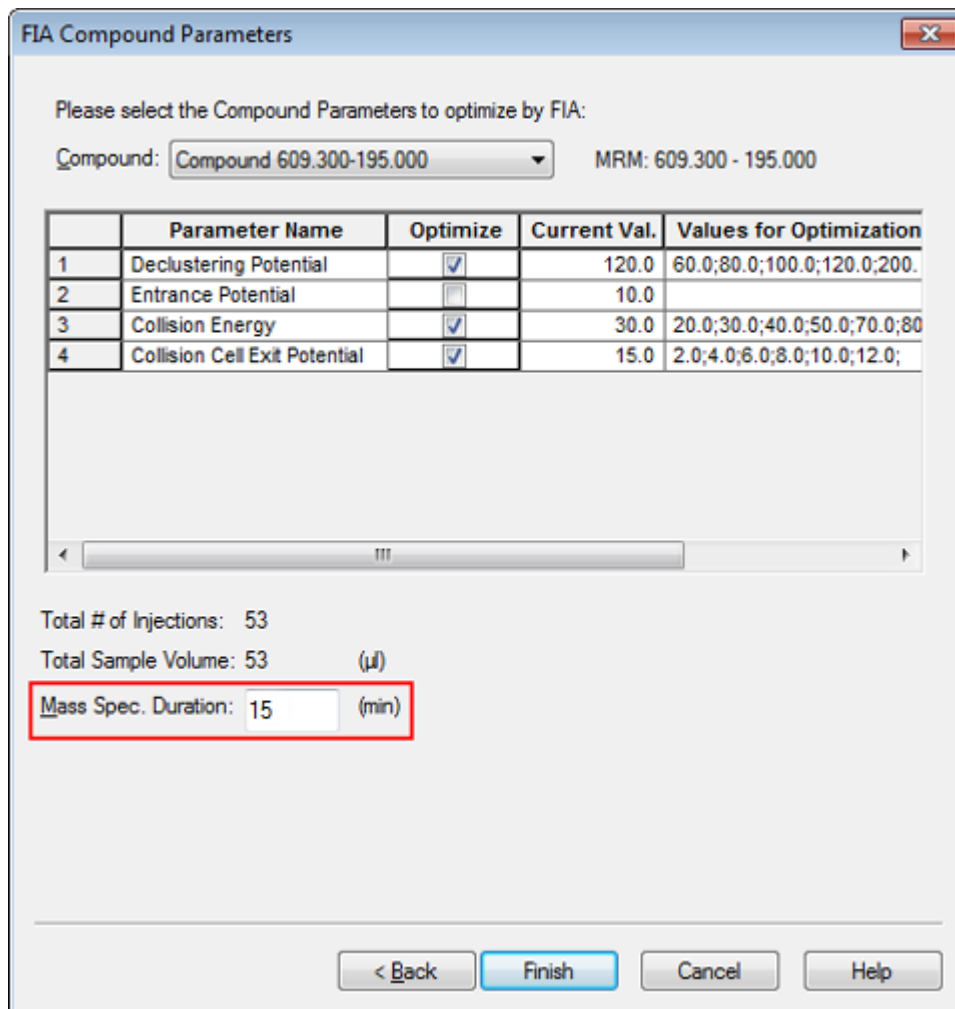 FIA Compound Parameters
Please select the Compound Parameters to optimize by FIA:
Compound: Compound 609.300-195.000 MRM: 609.300 - 195.000
Parameter Name Optimize Current Val. Values for Optimization
1 Declustering Potential 120.0 60.0;80.0;100.0;120.0;200.
2 Entrance Potential 10.0
3 Collision Energy 30.0 20.0;30.0;40.0;50.0;70.0;80
4 Collision Cell Exit Potential 15.0 2.0;4.0;6.0;8.0;10.0;12.0;
Total # of Injections: 53
Total Sample Volume: 53 (µl)
Mass Spec. Duration: 15 (min)
< Back Finish Cancel Help